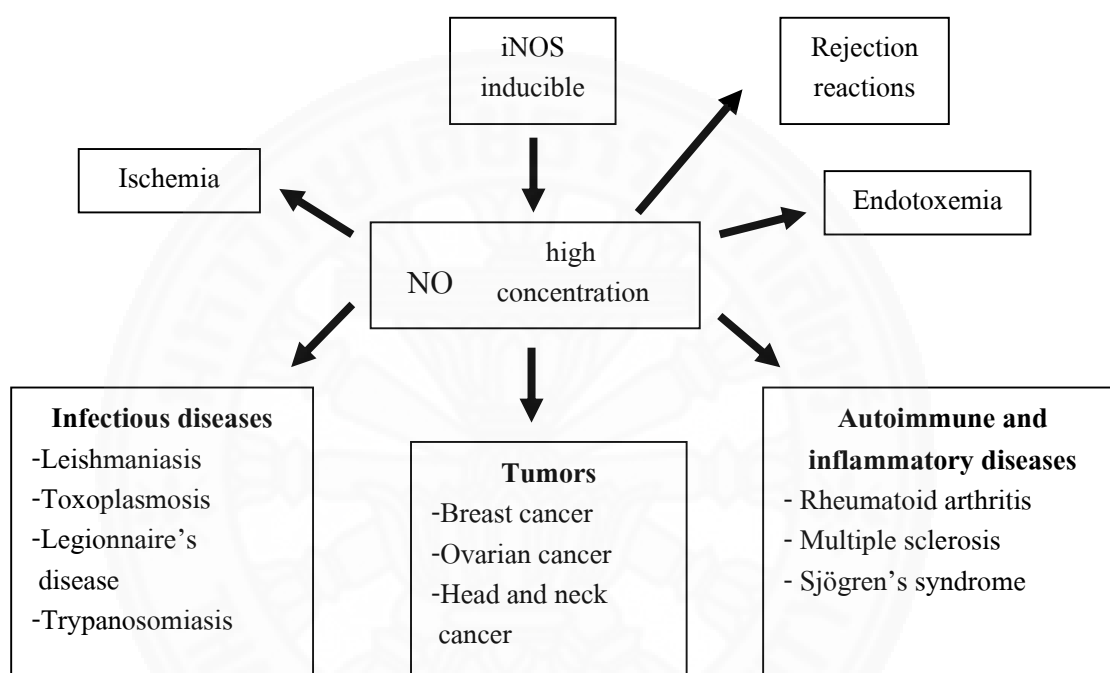 iNOS
inducible
Rejection
reactions
Ischemia
Endotoxemia
NO
high
concentration
Infectious diseases
-Leishmaniasis
-Toxoplasmosis
-Legionnaire’s
disease
-Trypanosomiasis
Tumors
-Breast cancer
-Ovarian cancer
-Head and neck
cancer
Autoimmune and
inflammatory diseases
- Rheumatoid arthritis
- Multiple sclerosis
- Sjögren’s syndrome